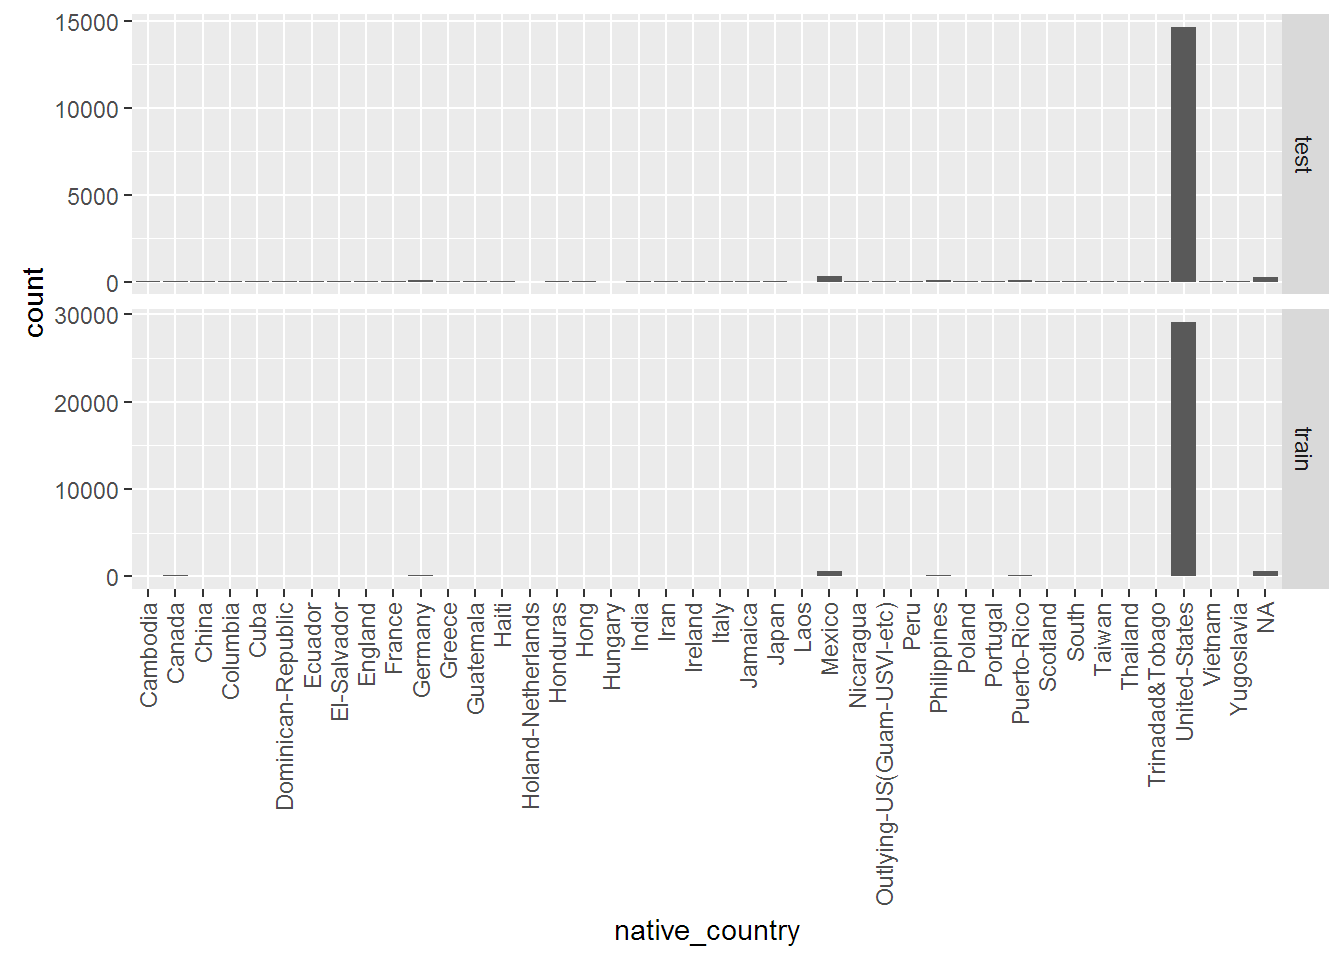 15000
10000
5000
0
test
count
30000
20000
10000
0
train
Cambodia
Canada
China
Columbia
Cuba
Dominican-Republic
Ecuador
El-Salvador
England
France
Germany
Greece
Guatemala
Haiti
Holand-Netherlands
Honduras
Hong
Hungary
India
Iran
Ireland
Italy
Jamaica
Japan
Laos
Mexico
Nicaragua
Outlying-US(Guam-USVI-etc)
Peru
Philippines
Poland
Portugal
Puerto-Rico
Scotland
South
Taiwan
Thailand
Trinadad&Tobago
United-States
Vietnam
Yugoslavia
NA
native_country